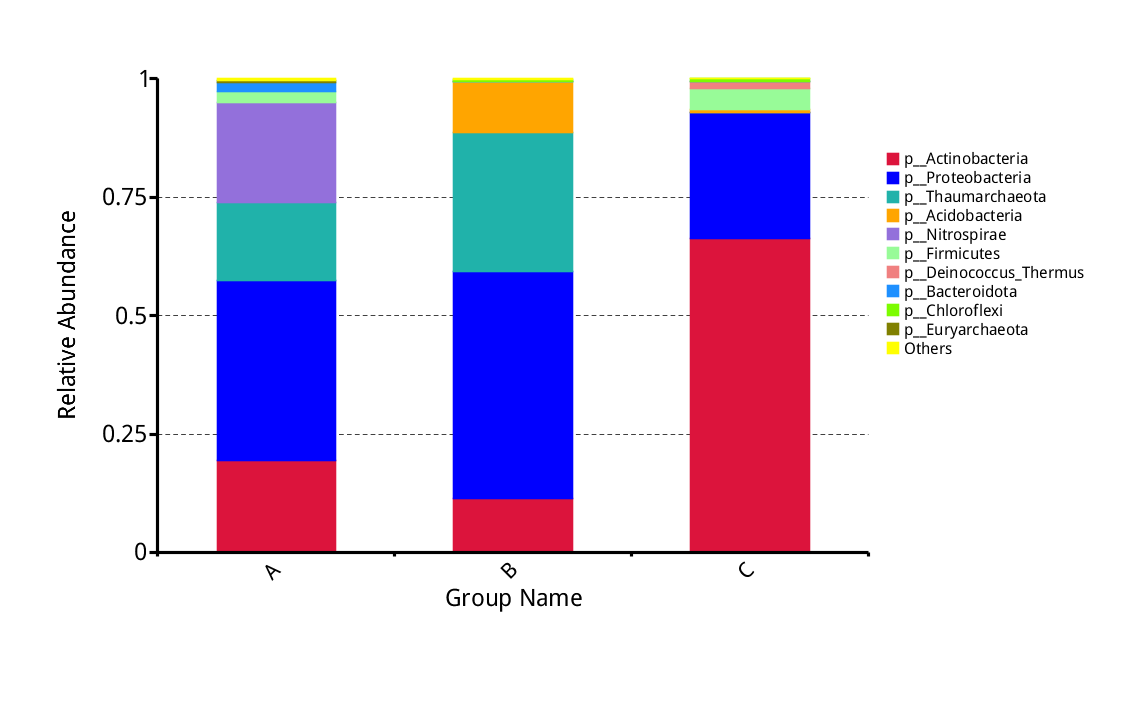 1
0.75
0.5
0.25
0
Relative Abundance
A
B
C
Group Name
p__Actinobacteria
p__Proteobacteria
p__Thaumarchaeota
p__Acidobacteria
p__Nitrospirae
p__Firmicutes
p__Deinococcus_Thermus
p__Bacteroidota
p__Chloroflexi
p__Euryarchaeota
Others